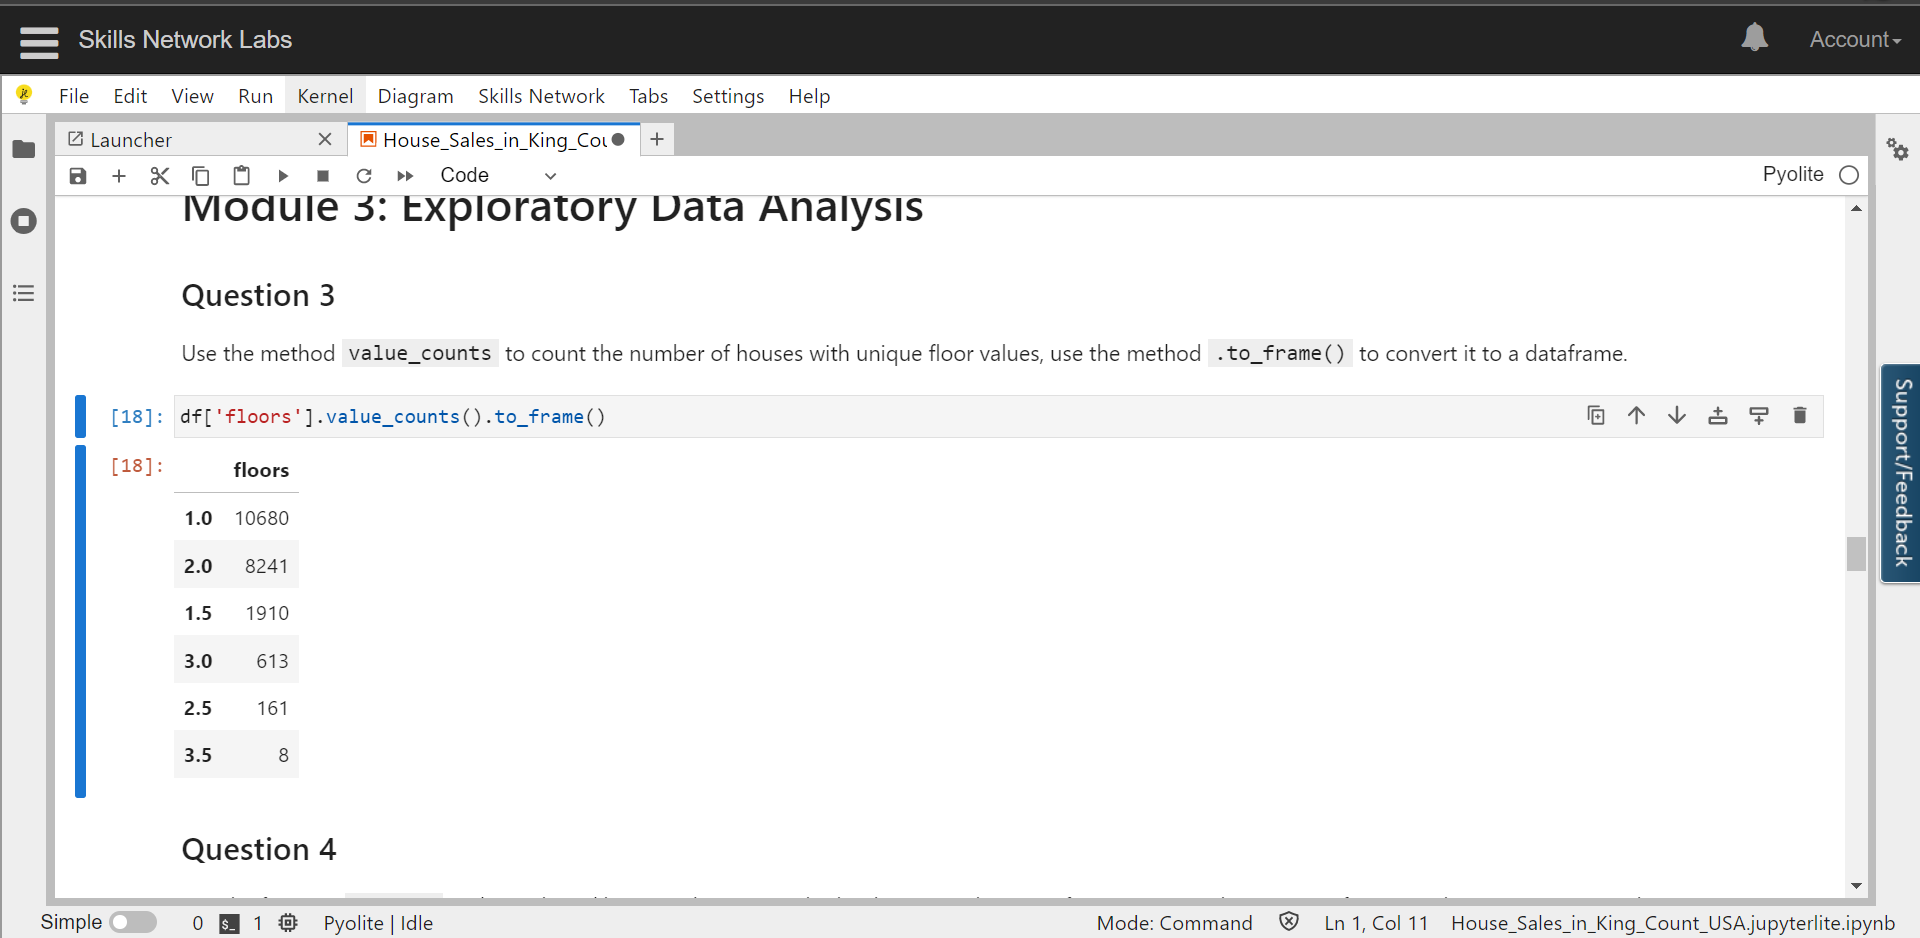 Skills Network Labs
Account
File Edit View Run Kernel Diagram Skills Network Tabs Settings Help
Launcher
House_Sales_in_King_Cou
Code
Pyolite
Module 3: Exploratory Data Analysis
Question 3
Use the method value_counts to count the number of houses with unique floor values, use the method .to_frame() to convert it to a dataframe.
[18]: df['floors'].value_counts().to_frame()
[18]: floors
1.0 10680
2.0 8241
1.5 1910
3.0 613
2.5 161
3.5 8
Question 4
Support/Feedback
Simple 0 $_ 1 Pyolite | Idle Mode: Command Ln 1, Col 11 House_Sales_in_King_Count_USA.jupyterlite.ipynb